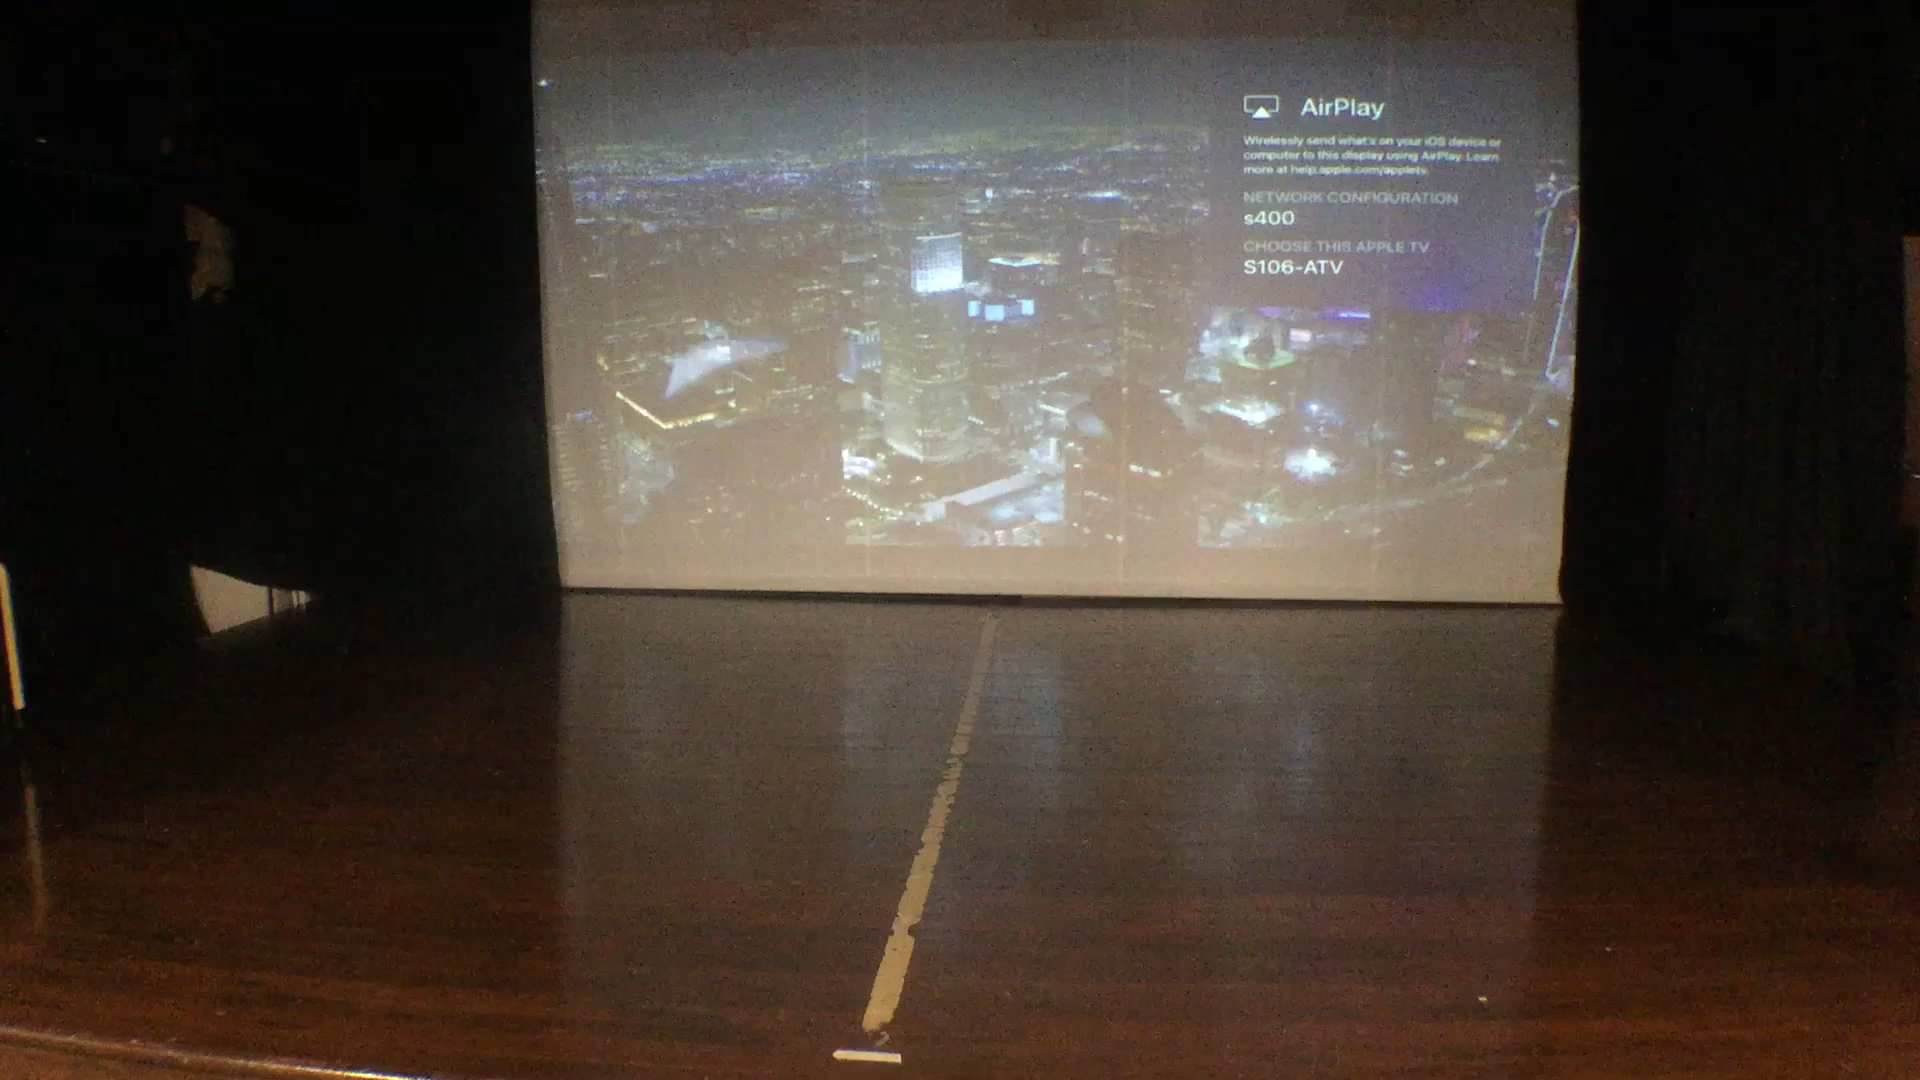 AirPlay
Wirelessly send what's on your iOS device or
computer to this display using AirPlay. Learn
more at help.apple.com/appletv.
NETWORK CONFIGURATION
s400
CHOOSE THIS APPLE TV
S106-ATV